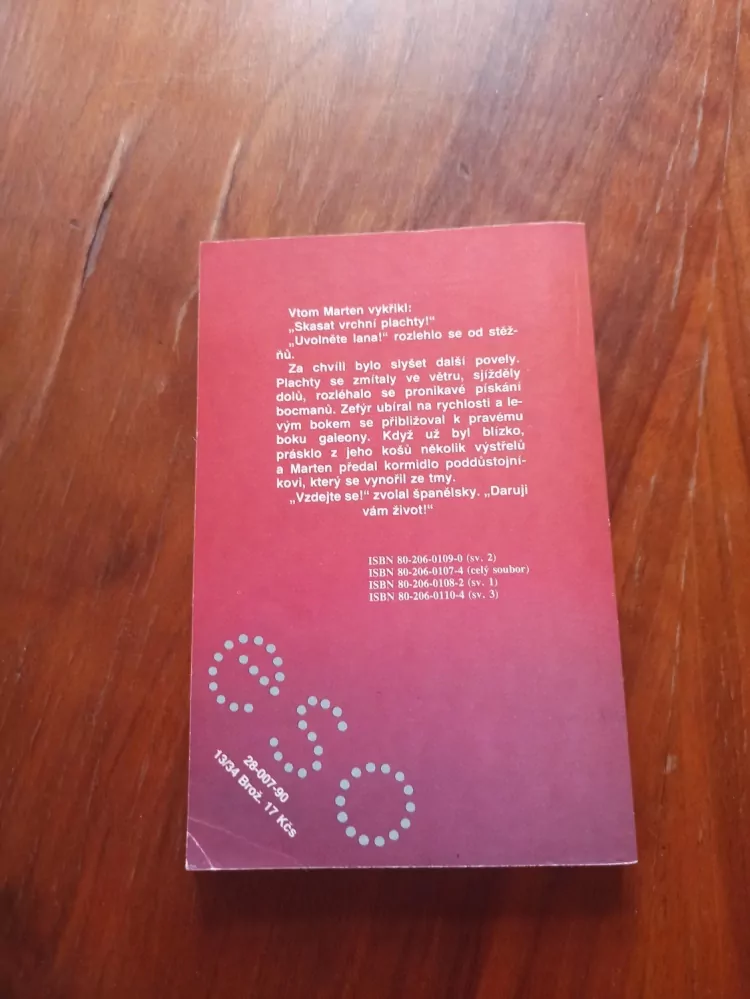 Vtom Marten vykřikl:
„Skasat vrchní plachty!“
„Uvolněte lana!“ rozlehlo se od stěž-
ňů.
Za chvíli bylo slyšet další povely.
Plachty se zmítaly ve větru, sjížděly
dolů, rozléhalo se pronikavé pískání
bocmanů. Zefýr ubíral na rychlosti a le-
vým bokem se přibližoval k pravému
boku galeony. Když už byl blízko,
prásklo z jeho košů několik výstřelů
a Marten předal kormidlo poddůstojní-
kovi, který se vynořil ze tmy.
„Vzdejte se!“ zvolal španělsky. „Daruji
vám život!“
ISBN 80-206-0109-0 (sv. 2)
ISBN 80-206-0107-4 (celý soubor)
ISBN 80-206-0108-2 (sv. 1)
ISBN 80-206-0110-4 (sv. 3)
eso
28-007-90
13/34 Brož. 17 Kčs